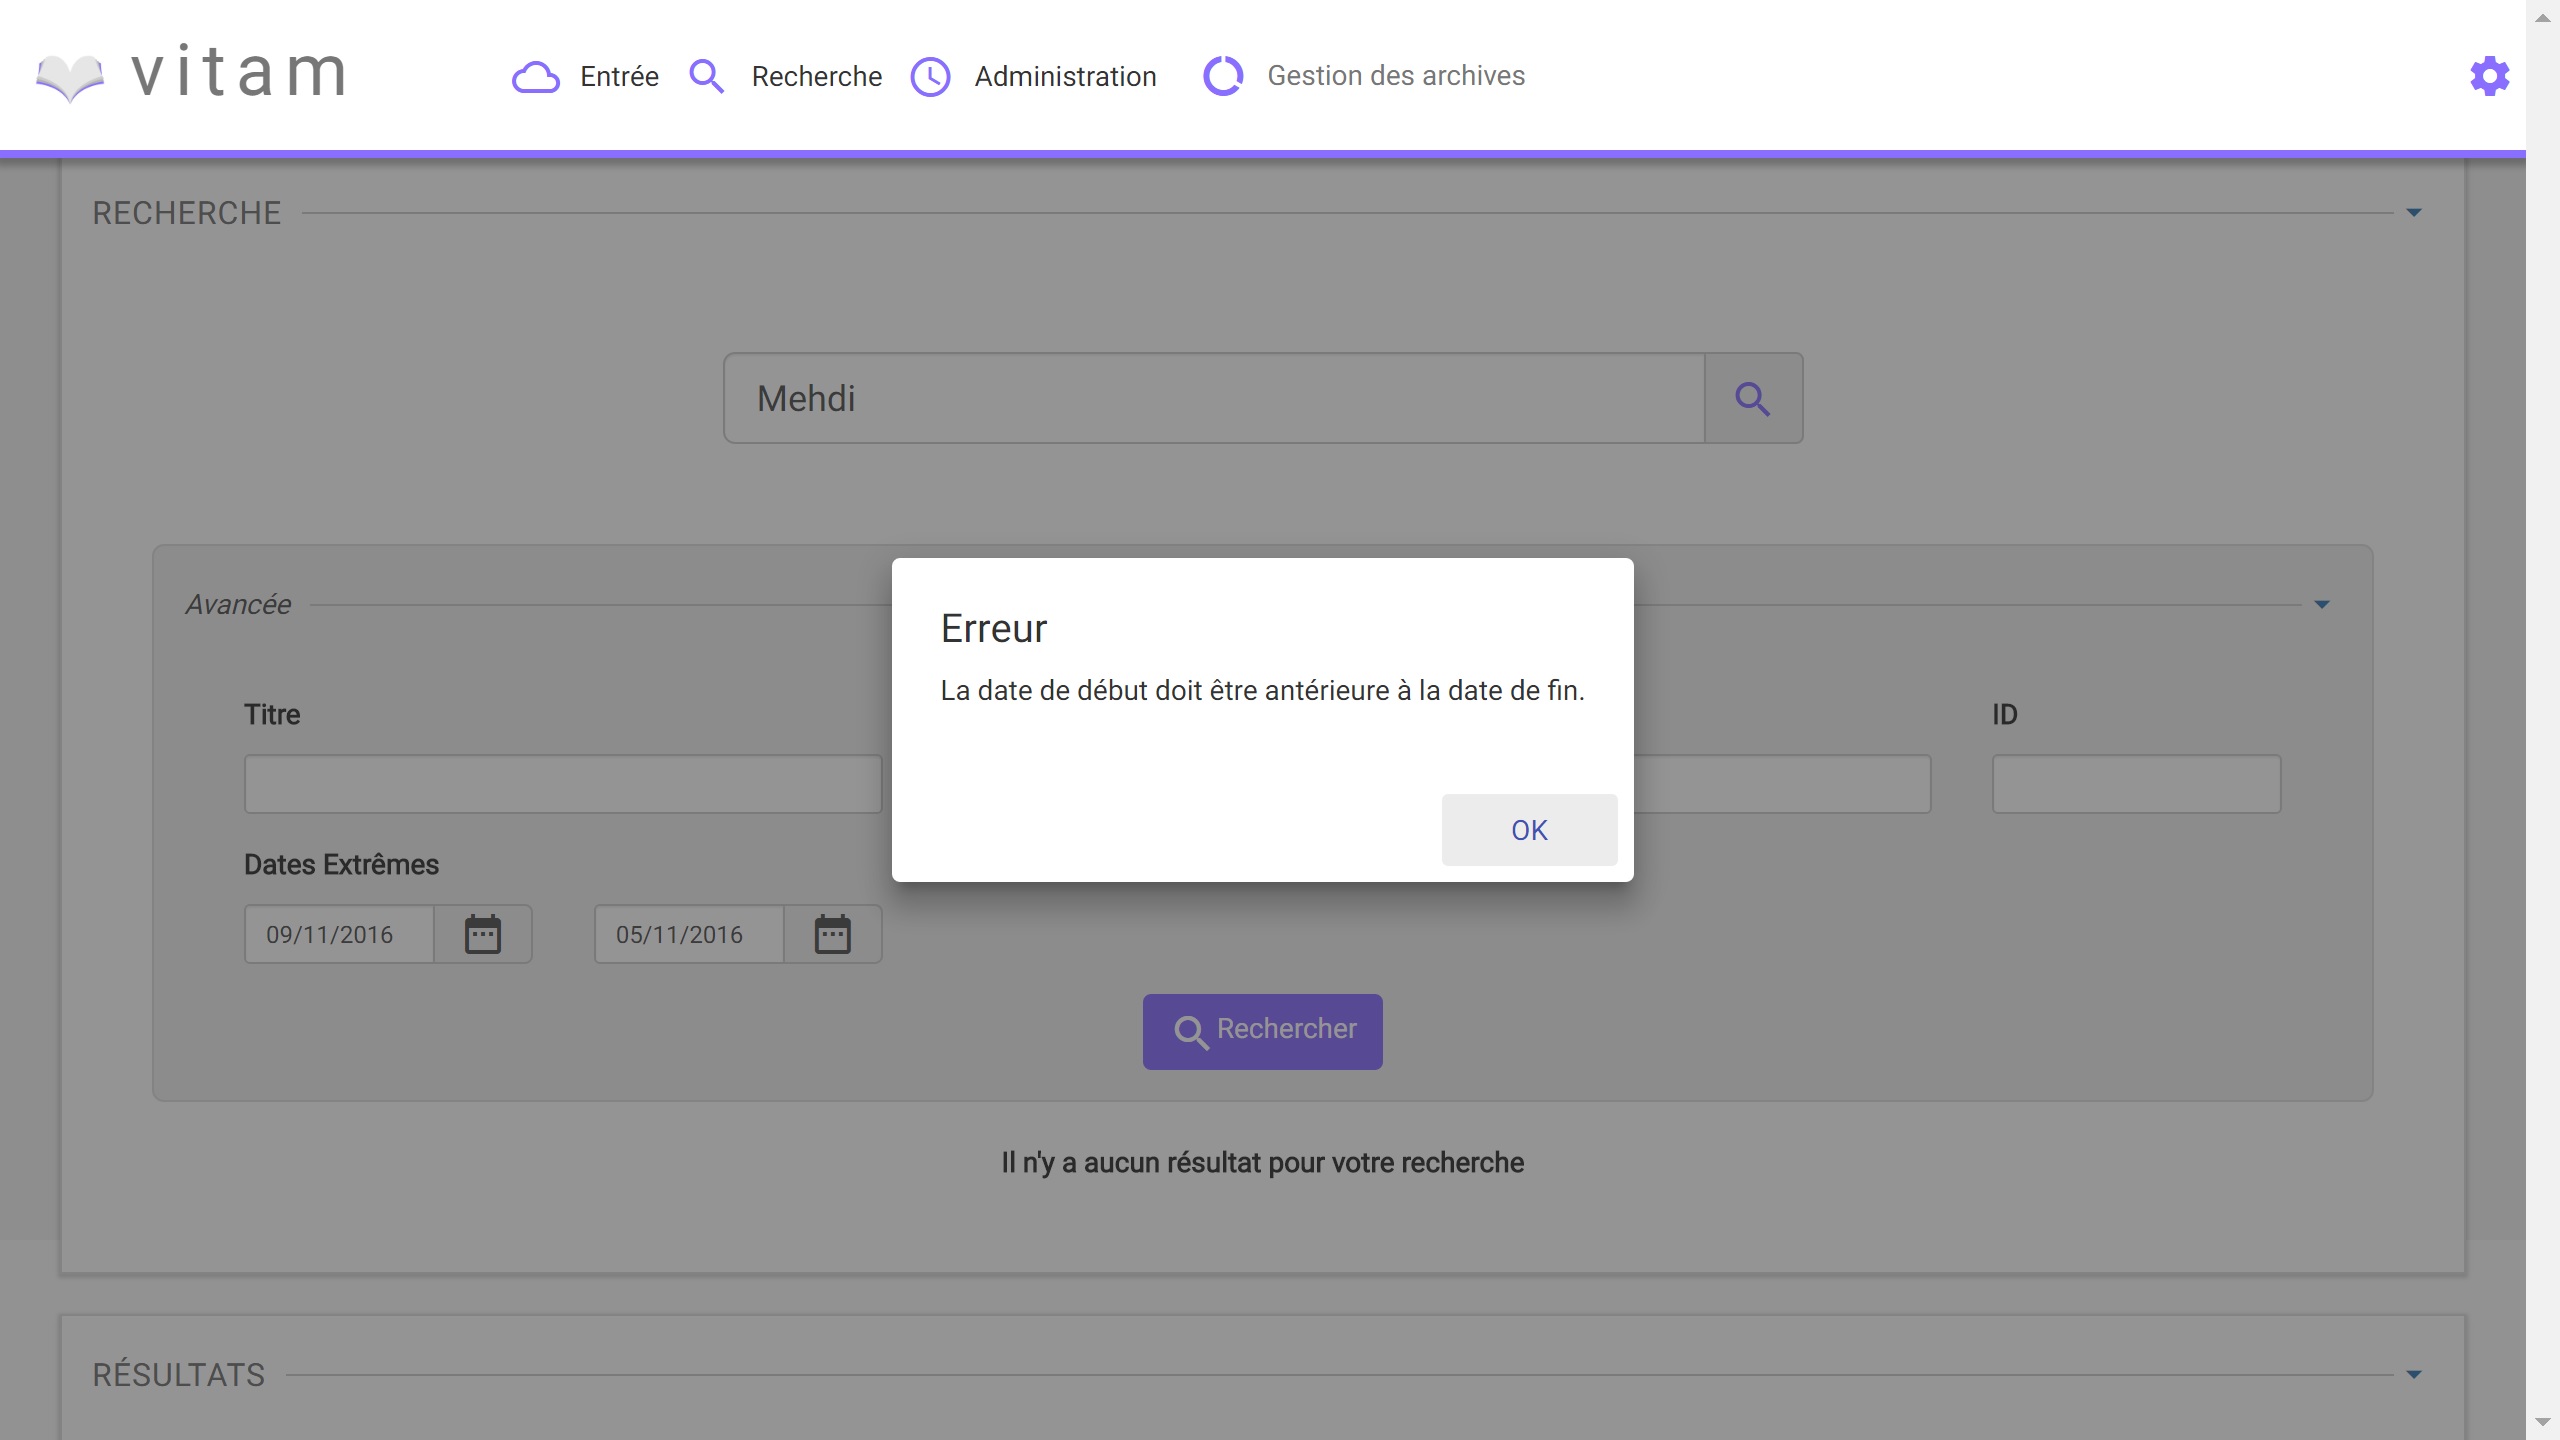 vitam
Entrée
Recherche
Administration
Gestion des archives
RECHERCHE
Mehdi
Avancée
Erreur
La date de début doit être antérieure à la date de fin.
OK
Titre
ID
Dates Extrêmes
09/11/2016
05/11/2016
Rechercher
Il n'y a aucun résultat pour votre recherche
RÉSULTATS